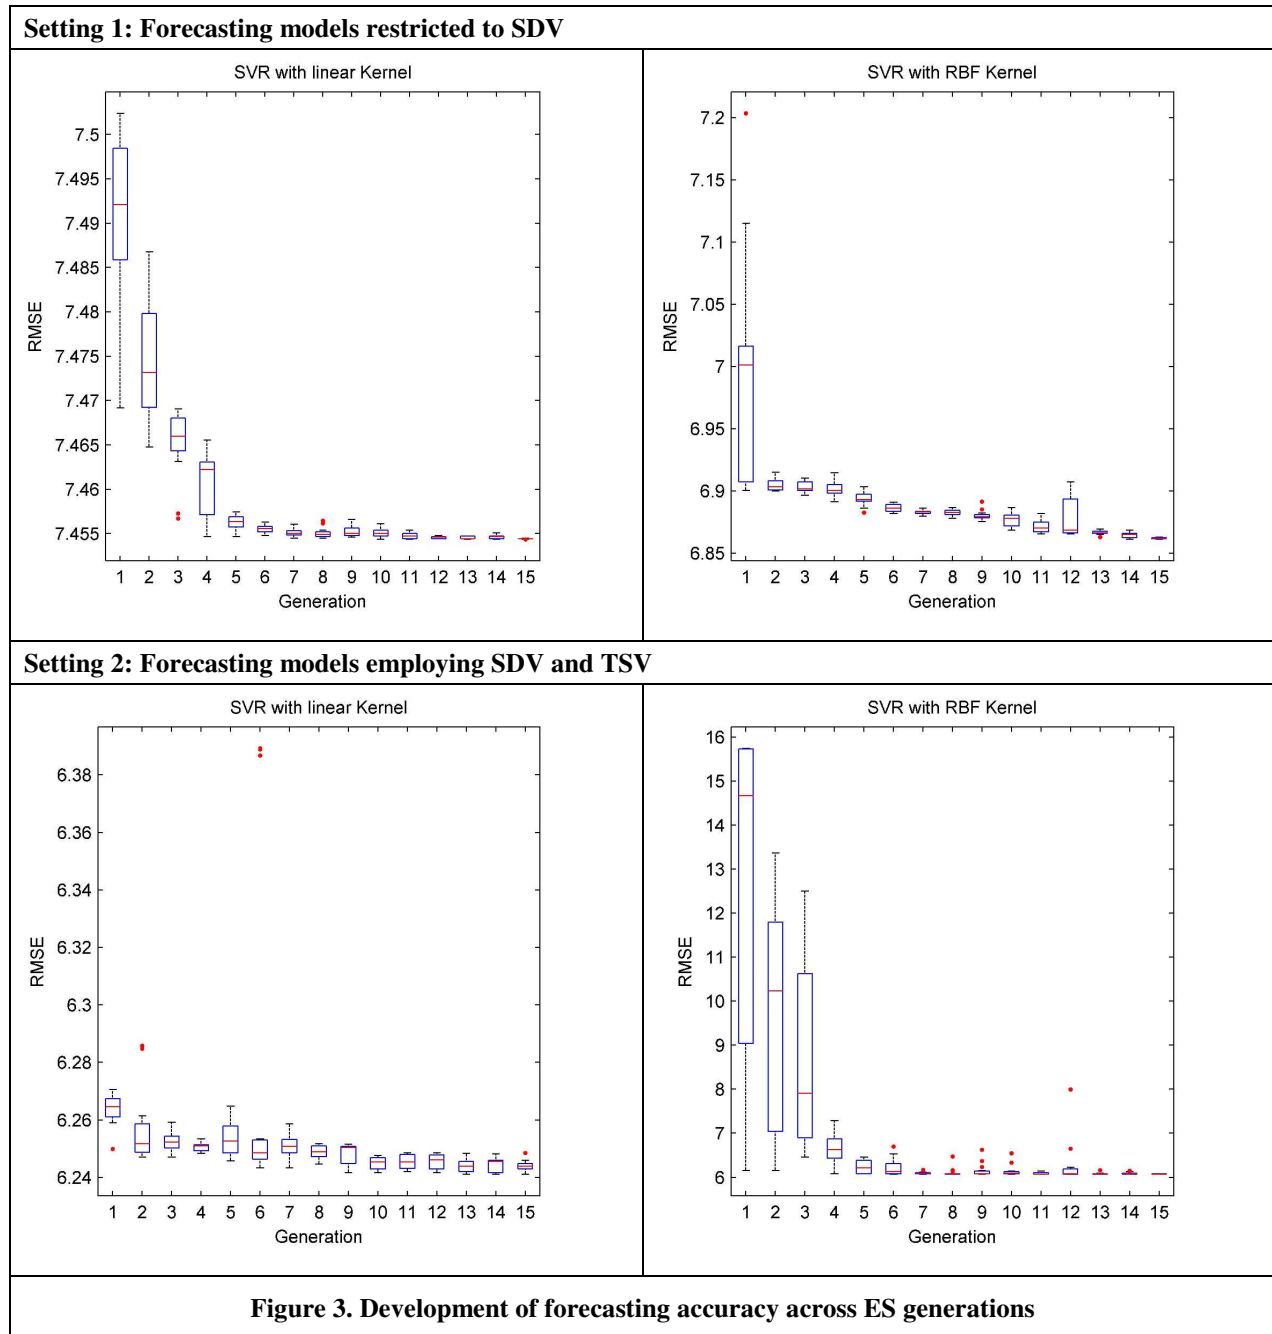 Setting 1: Forecasting models restricted to SDV
SVR with linear Kernel
7.5
7.495
7.49
7.485
7.48
7.475
7.47
7.465
7.46
7.455
RMSE
1 2 3 4 5 6 7 8 9 10 11 12 13 14 15
Generation
SVR with RBF Kernel
7.2
7.15
7.1
7.05
7
6.95
6.9
6.85
RMSE
1 2 3 4 5 6 7 8 9 10 11 12 13 14 15
Generation
Setting 2: Forecasting models employing SDV and TSV
SVR with linear Kernel
6.38
6.36
6.34
6.32
6.3
6.28
6.26
6.24
RMSE
1 2 3 4 5 6 7 8 9 10 11 12 13 14 15
Generation
SVR with RBF Kernel
16
15
14
13
12
11
10
9
8
7
6
RMSE
1 2 3 4 5 6 7 8 9 10 11 12 13 14 15
Generation
Figure 3. Development of forecasting accuracy across ES generations